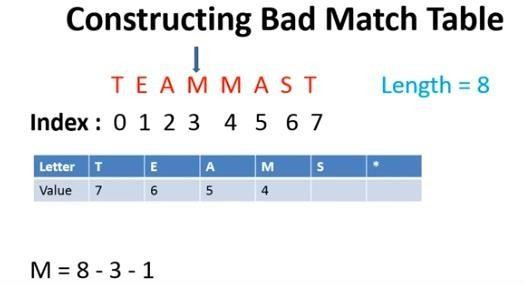 Constructing Bad Match Table
T E A M M A S T Length = 8
Index : 0 1 2 3 4 5 6 7
Letter T E A M S *
Value 7 6 5 4
M = 8 - 3 - 1